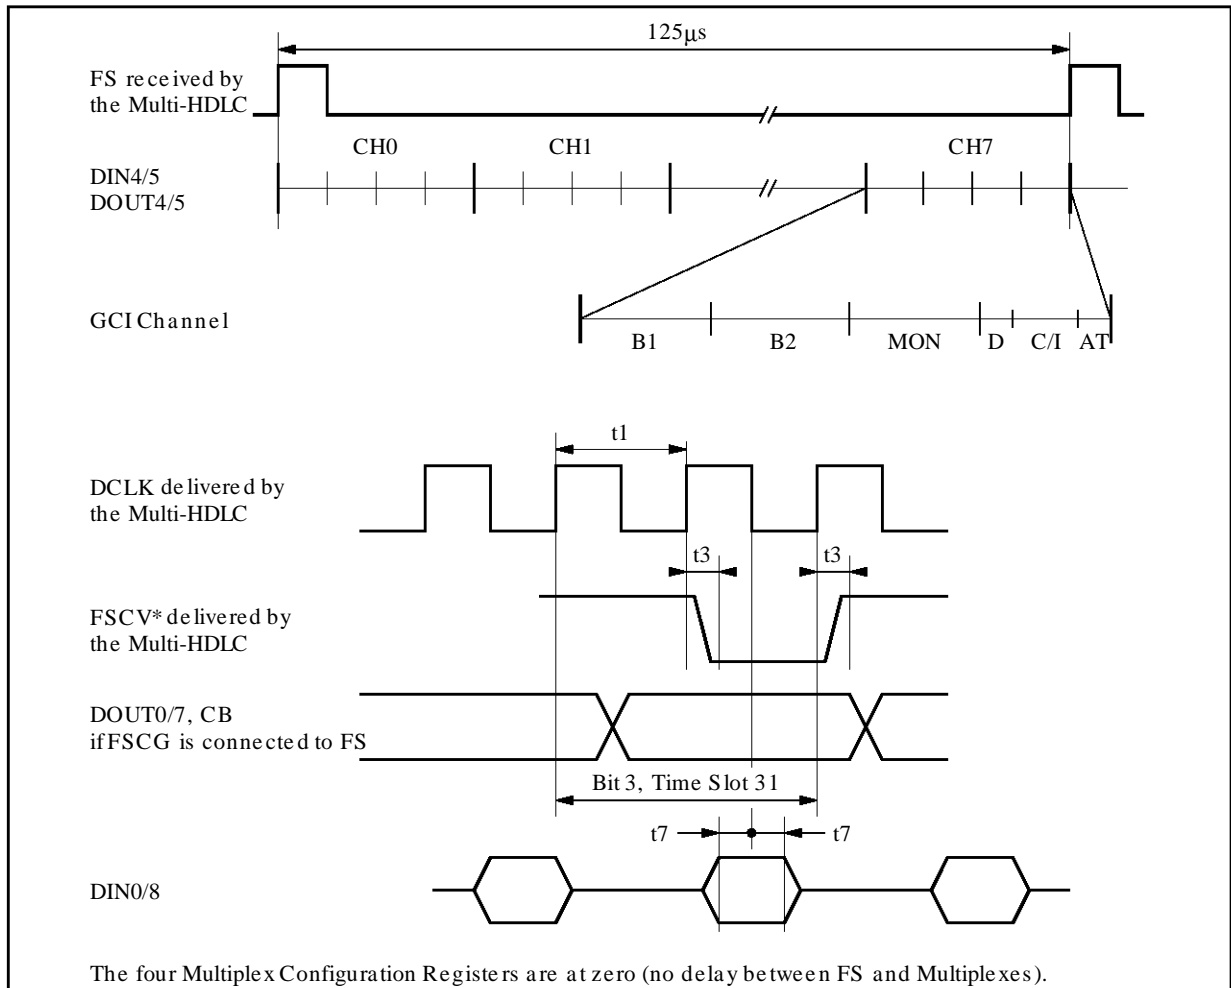 125µs
FS received by
the Multi-HDLC
CH0 CH1 CH7
DIN4/5
DOUT4/5
GCI Channel
B1 B2 MON D C/I AT
t1
DCLK delivered by
the Multi-HDLC
t3 t3
FSCV* delivered by
the Multi-HDLC
DOUT0/7, CB
if FSCG is connected to FS
Bit 3, Time Slot 31
t7 t7
DIN0/8
The four Multiplex Configuration Registers are at zero (no delay between FS and Multiplexes).